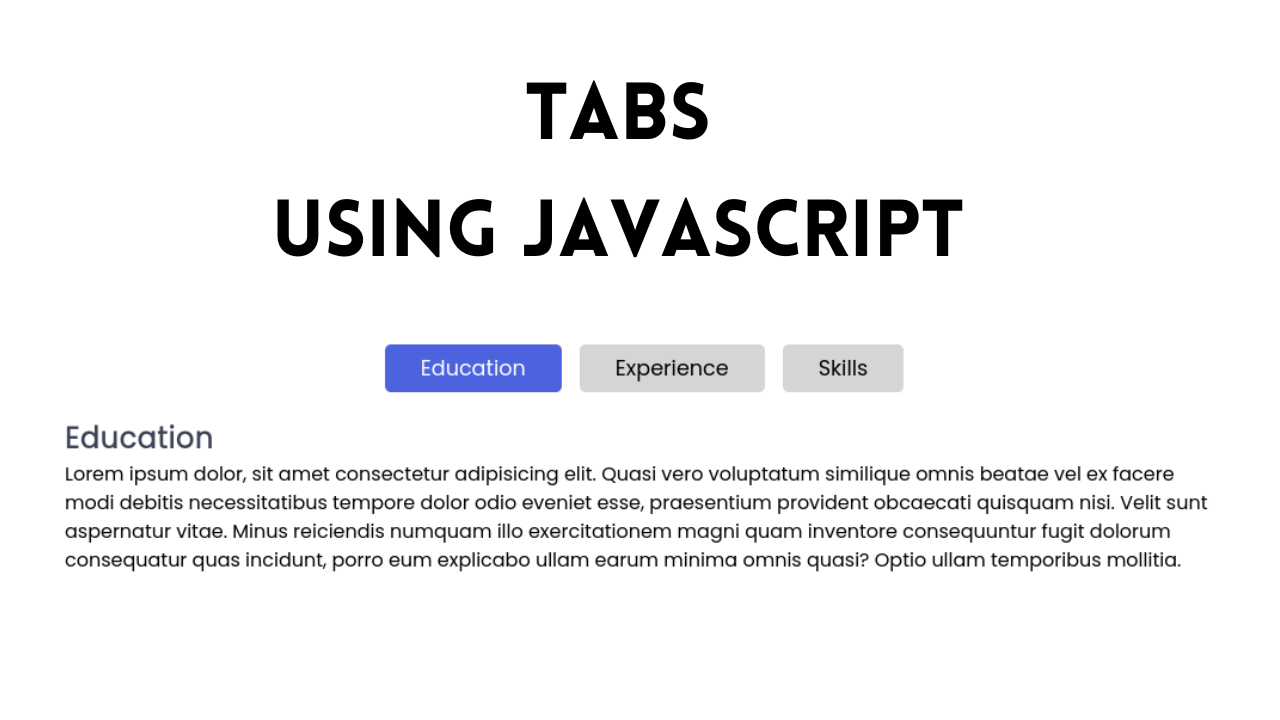 TABS
USING JAVASCRIPT
Education
Experience
Skills
Education
Lorem ipsum dolor, sit amet consectetur adipisicing elit. Quasi vero voluptatum similique omnis beatae vel ex facere
modi debitis necessitatibus tempore dolor odio eveniet esse, praesentium provident obcaecati quisquam nisi. Velit sunt
aspernatur vitae. Minus reiciendis numquam illo exercitationem magni quam inventore consequuntur fugit dolorum
consequatur quas incidunt, porro eum explicabo ullam earum minima omnis quasi? Optio ullam temporibus mollitia.